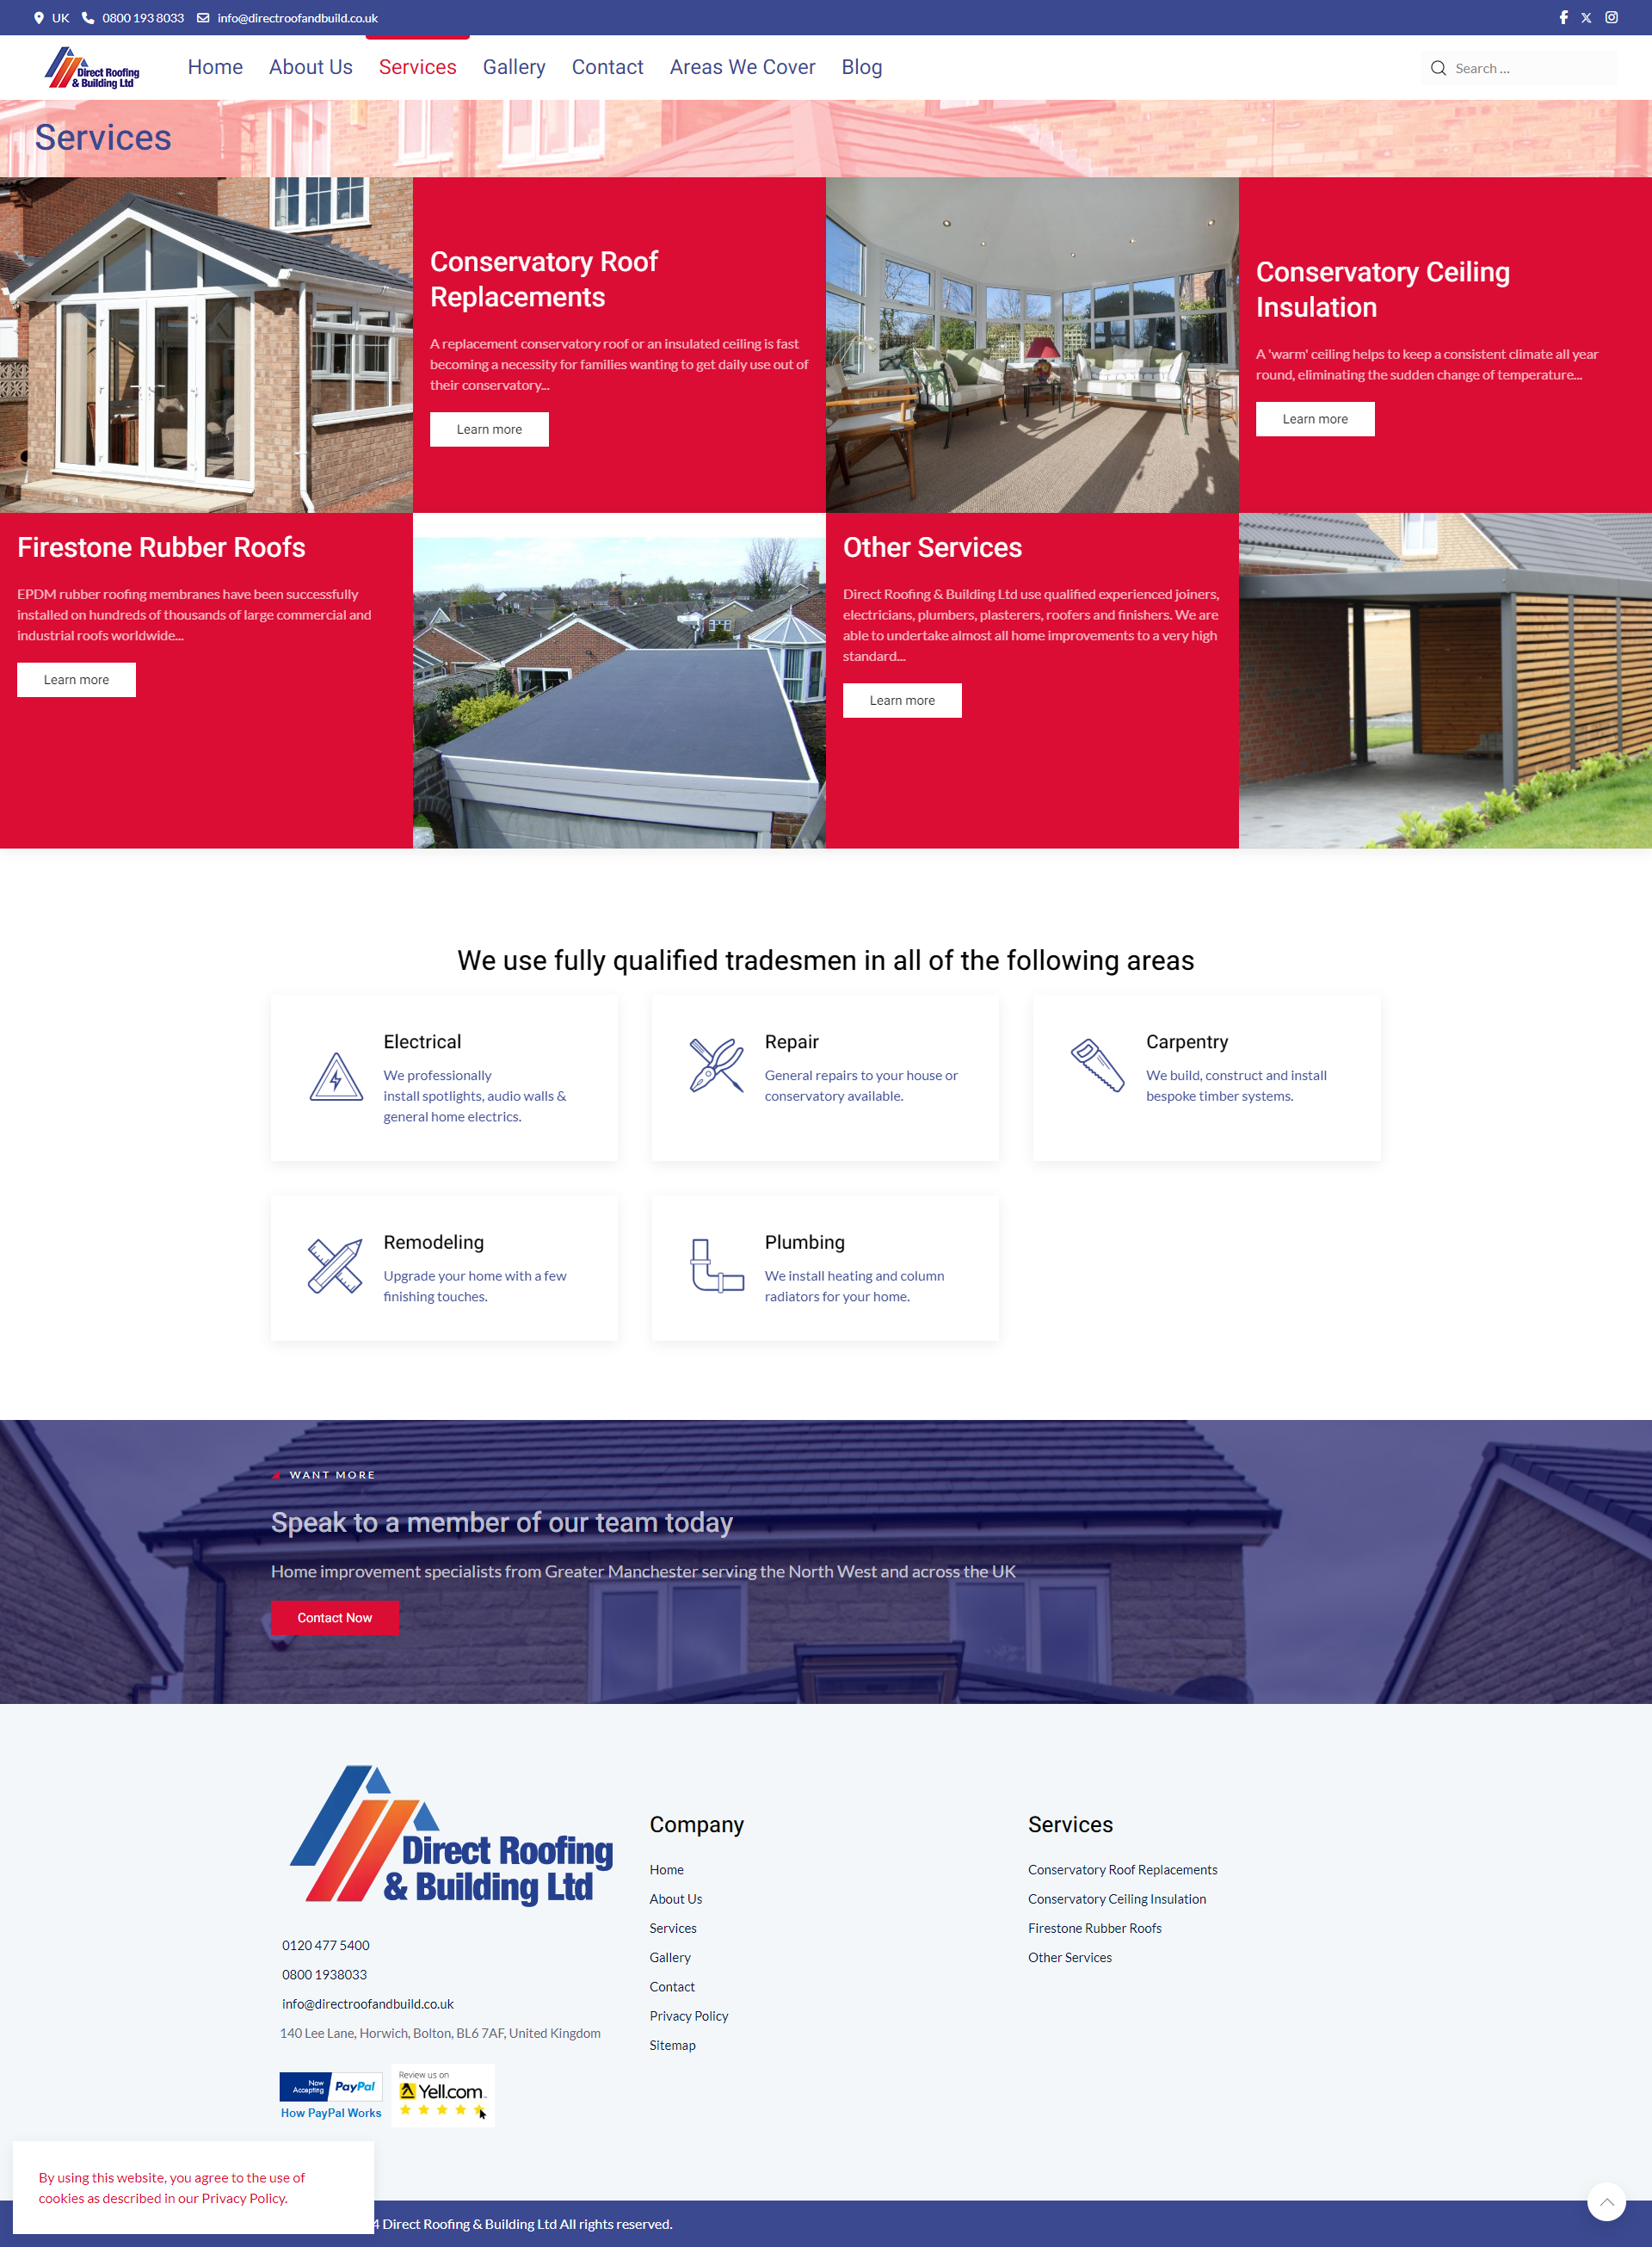 UK 0800 193 8033 info@directroofandbuild.co.uk
Direct Roofing
& Building Ltd
Home About Us Services Gallery Contact Areas We Cover Blog
Search ...
Services
Conservatory Roof
Replacements
A replacement conservatory roof or an insulated ceiling is fast
becoming a necessity for families wanting to get daily use out of
their conservatory...
Learn more
Conservatory Ceiling
Insulation
A 'warm' ceiling helps to keep a consistent climate all year
round, eliminating the sudden change of temperature...
Learn more
Firestone Rubber Roofs
EPDM rubber roofing membranes have been successfully
installed on hundreds of thousands of large commercial and
industrial roofs worldwide...
Learn more
Other Services
Direct Roofing & Building Ltd use qualified experienced joiners,
electricians, plumbers, plasterers, roofers and finishers. We are
able to undertake almost all home improvements to a very high
standard...
Learn more
We use fully qualified tradesmen in all of the following areas
Electrical
We professionally
install spotlights, audio walls &
general home electrics.
Repair
General repairs to your house or
conservatory available.
Carpentry
We build, construct and install
bespoke timber systems.
Remodeling
Upgrade your home with a few
finishing touches.
Plumbing
We install heating and column
radiators for your home.
WANT MORE
Speak to a member of our team today
Home improvement specialists from Greater Manchester serving the North West and across the UK
Contact Now
Direct Roofing
& Building Ltd
0120 477 5400
0800 1938033
info@directroofandbuild.co.uk
140 Lee Lane, Horwich, Bolton, BL6 7AF, United Kingdom
Now
Accepting
PayPal
How PayPal Works
Review us on
Yell.com
Company
Home
About Us
Services
Gallery
Contact
Privacy Policy
Sitemap
Services
Conservatory Roof Replacements
Conservatory Ceiling Insulation
Firestone Rubber Roofs
Other Services
By using this website, you agree to the use of
cookies as described in our Privacy Policy.
4 Direct Roofing & Building Ltd All rights reserved.